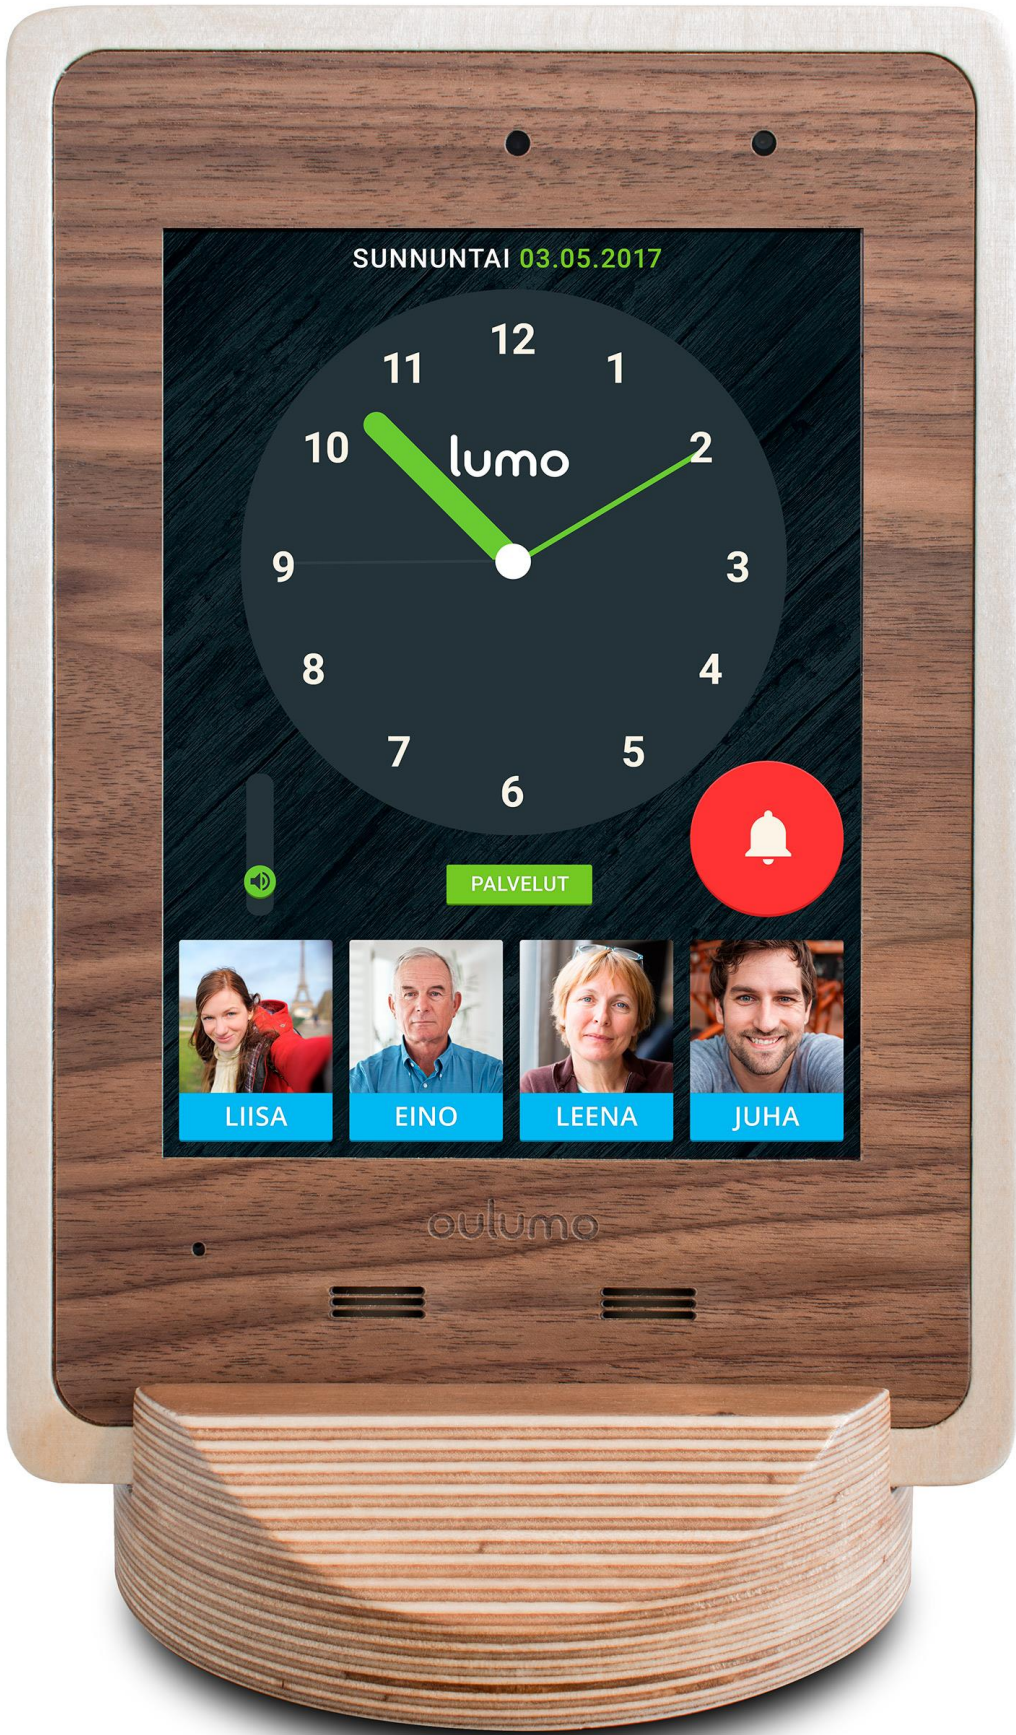 SUNNUNTAI 03.05.2017
12
11 1
10 2
lumo
9 3
8 4
7 5
6
PALVELUT
LIISA EINO LEENA JUHA
oulumo